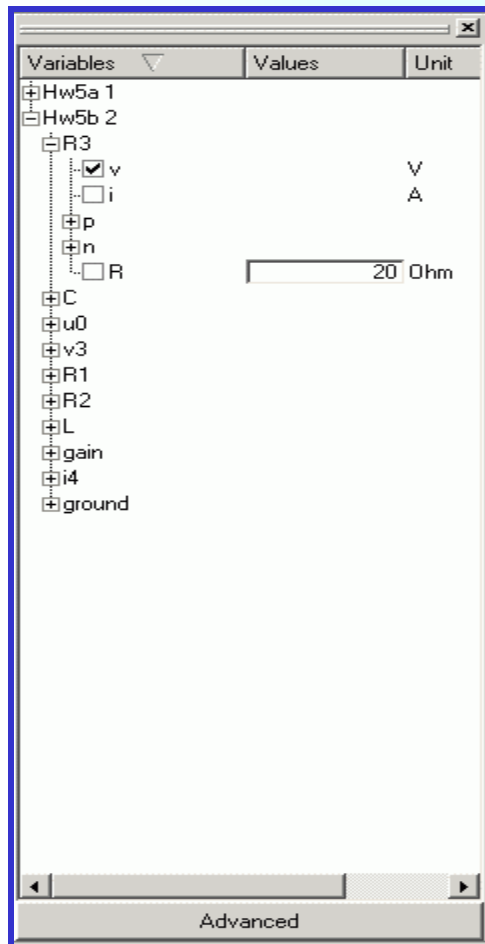 Variables Values Unit
Hw5a 1
Hw5b 2
R3
v V
i A
p
n
R 20 Ohm
C
u0
v3
R1
R2
L
gain
i4
ground
Advanced